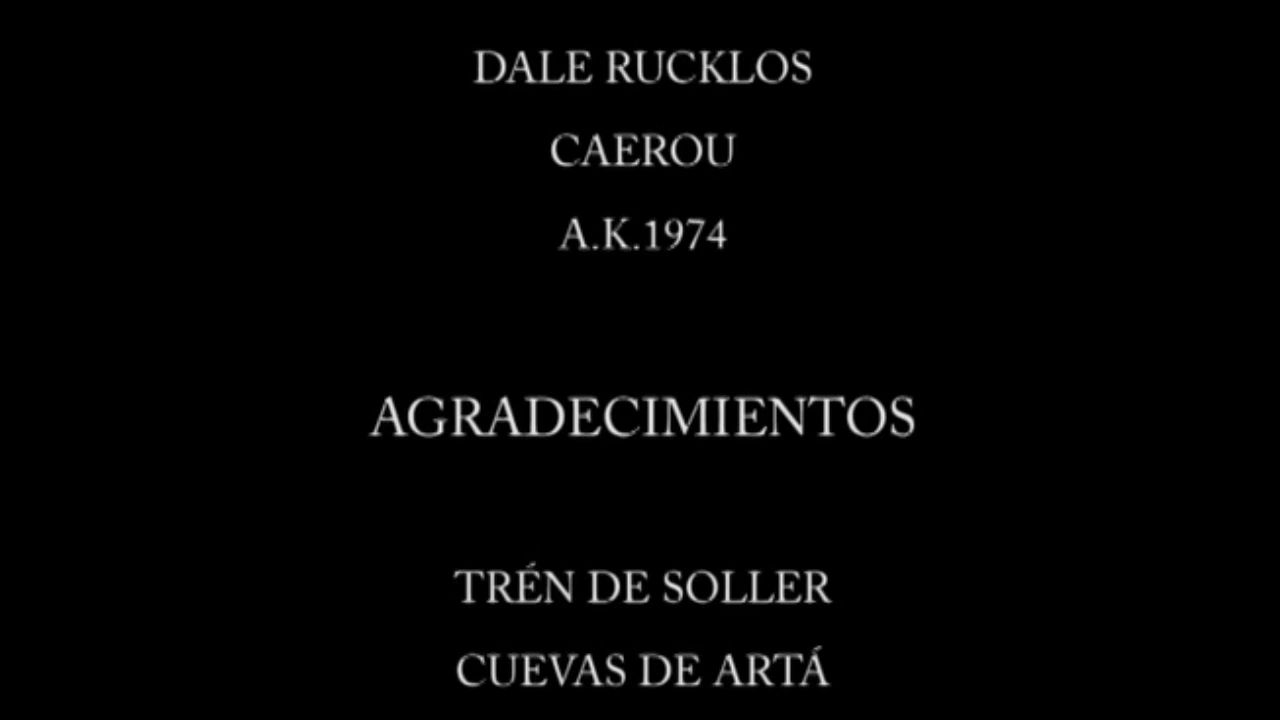 DALE RUCKLOS
CAEROU
A.K.1974
AGRADECIMIENTOS
TRÉN DE SOLLER
CUEVAS DE ARTÁ